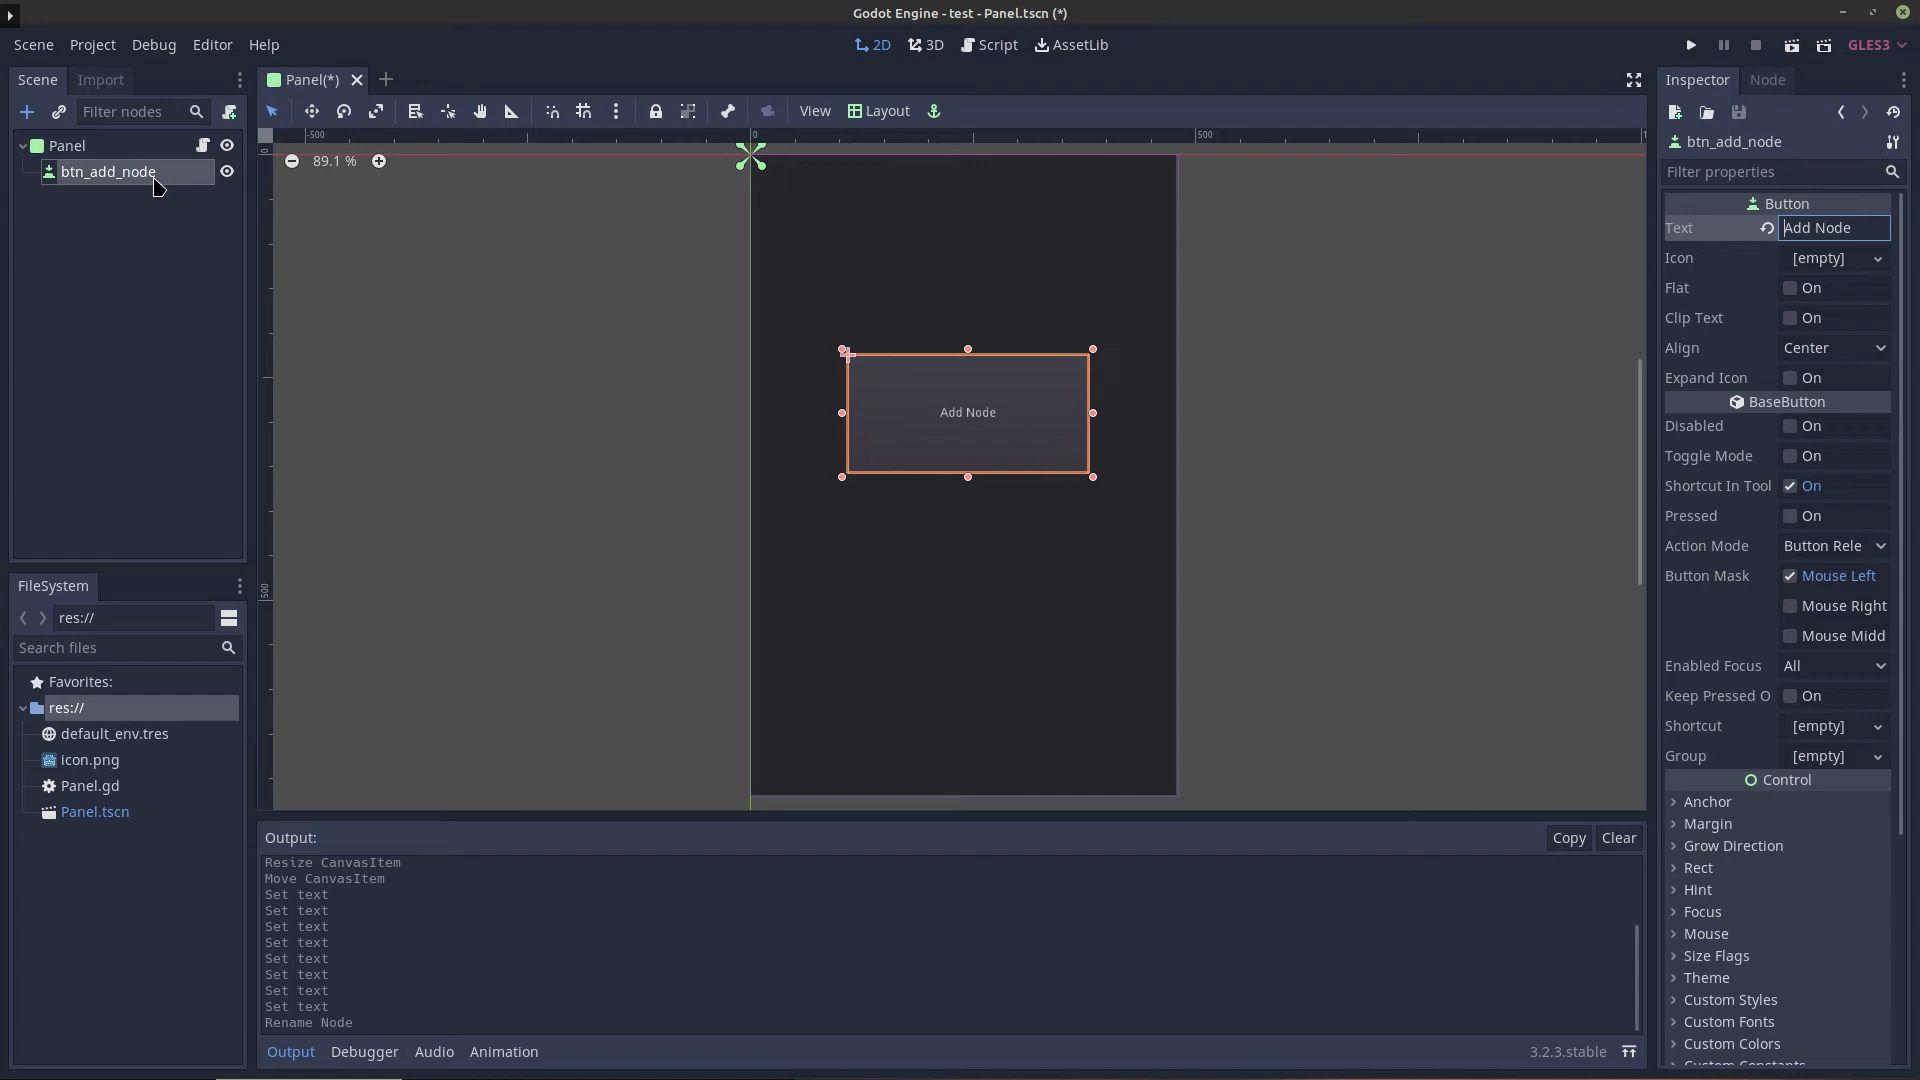 Godot Engine - test - Panel.tscn (*)
Scene Project Debug Editor Help
2D 3D Script AssetLib
GLES3
Scene Import
Filter nodes
Panel
btn_add_node
FileSystem
res://
Search files
Favorites:
res://
default_env.tres
icon.png
Panel.gd
Panel.tscn
Panel(*)
View Layout
-500 0 500
0
500
89.1 %
Add Node
Output:
Copy Clear
Resize CanvasItem
Move CanvasItem
Set text
Set text
Set text
Set text
Set text
Set text
Set text
Set text
Rename Node
Output Debugger Audio Animation
3.2.3.stable
Inspector Node
btn_add_node
Filter properties
Button
Text Add Node
Icon [empty]
Flat On
Clip Text On
Align Center
Expand Icon On
BaseButton
Disabled On
Toggle Mode On
Shortcut In Tool On
Pressed On
Action Mode Button Rele
Button Mask Mouse Left
Mouse Right
Mouse Midd
Enabled Focus All
Keep Pressed O On
Shortcut [empty]
Group [empty]
Control
Anchor
Margin
Grow Direction
Rect
Hint
Focus
Mouse
Size Flags
Theme
Custom Styles
Custom Fonts
Custom Colors
Custom Constants